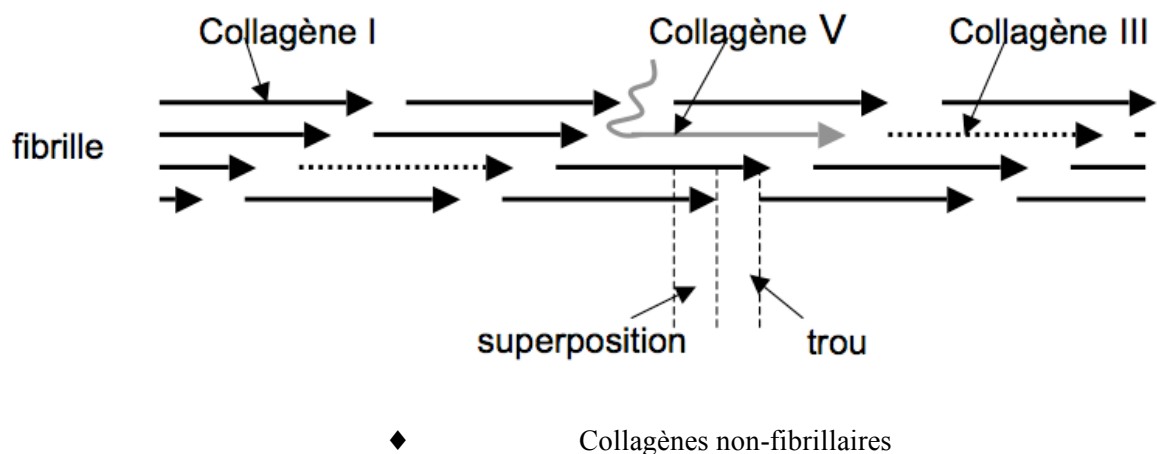 Collagène I Collagène V Collagène III
fibrille
superposition trou
♦ Collagènes non-fibrillaires